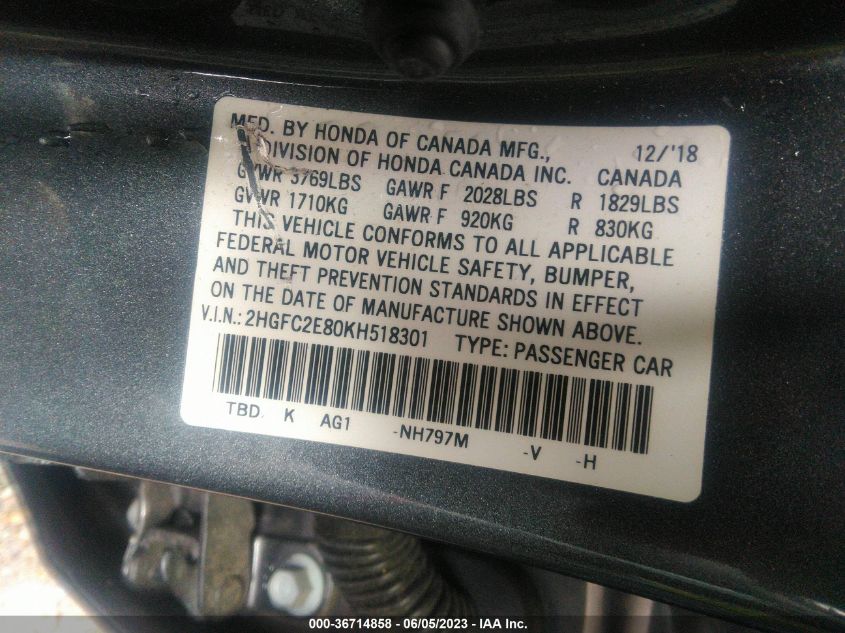 MFD. BY HONDA OF CANADA MFG., 12/'18
A DIVISION OF HONDA CANADA INC. CANADA
GVWR 3769LBS GAWR F 2028LBS R 1829LBS
GVWR 1710KG GAWR F 920KG R 830KG
THIS VEHICLE CONFORMS TO ALL APPLICABLE
FEDERAL MOTOR VEHICLE SAFETY, BUMPER,
AND THEFT PREVENTION STANDARDS IN EFFECT
ON THE DATE OF MANUFACTURE SHOWN ABOVE.
V.I.N.: 2HGFC2E80KH518301 TYPE: PASSENGER CAR
TBD K AG1 -NH797M -V -H
000-36714858 - 06/05/2023 - IAA Inc.